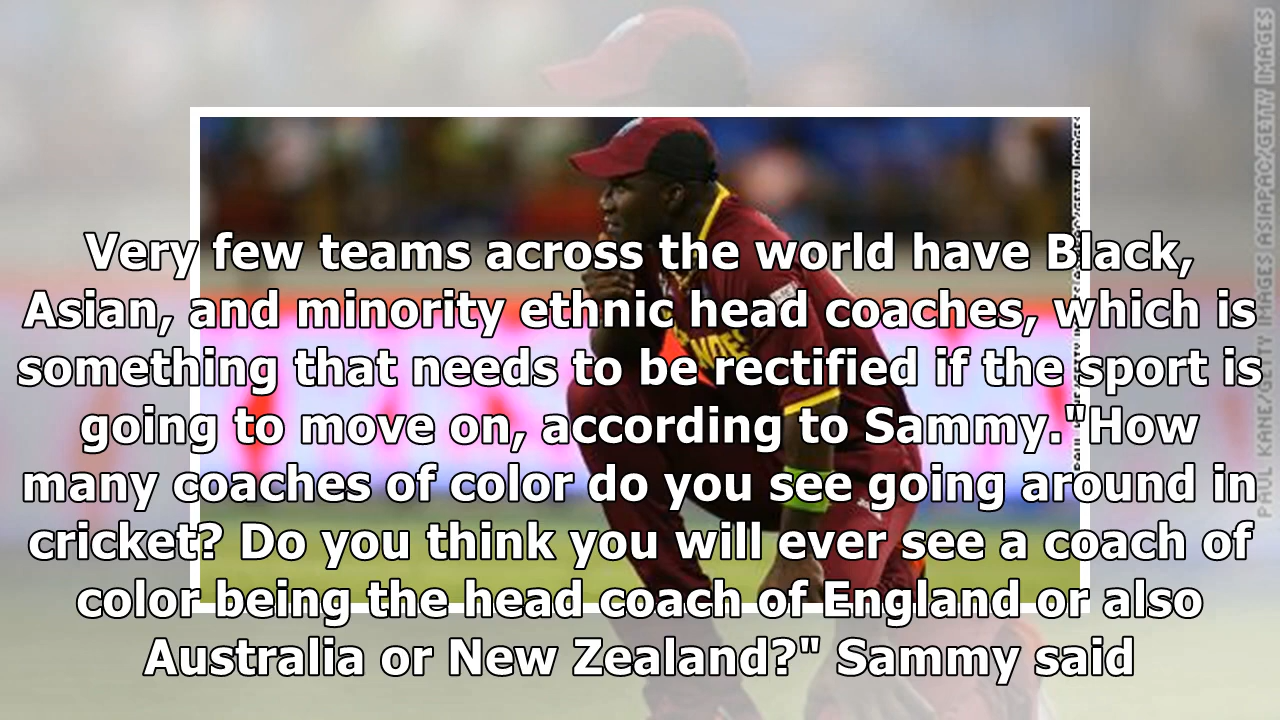 Very few teams across the world have Black,
Asian, and minority ethnic head coaches, which is
something that needs to be rectified if the sport is
going to move on, according to Sammy. "How
many coaches of color do you see going around in
cricket? Do you think you will ever see a coach of
color being the head coach of England or also
Australia or New Zealand?" Sammy said
PAUL KANE/GETTY IMAGES ASIAPAC/GETTY IMAGES